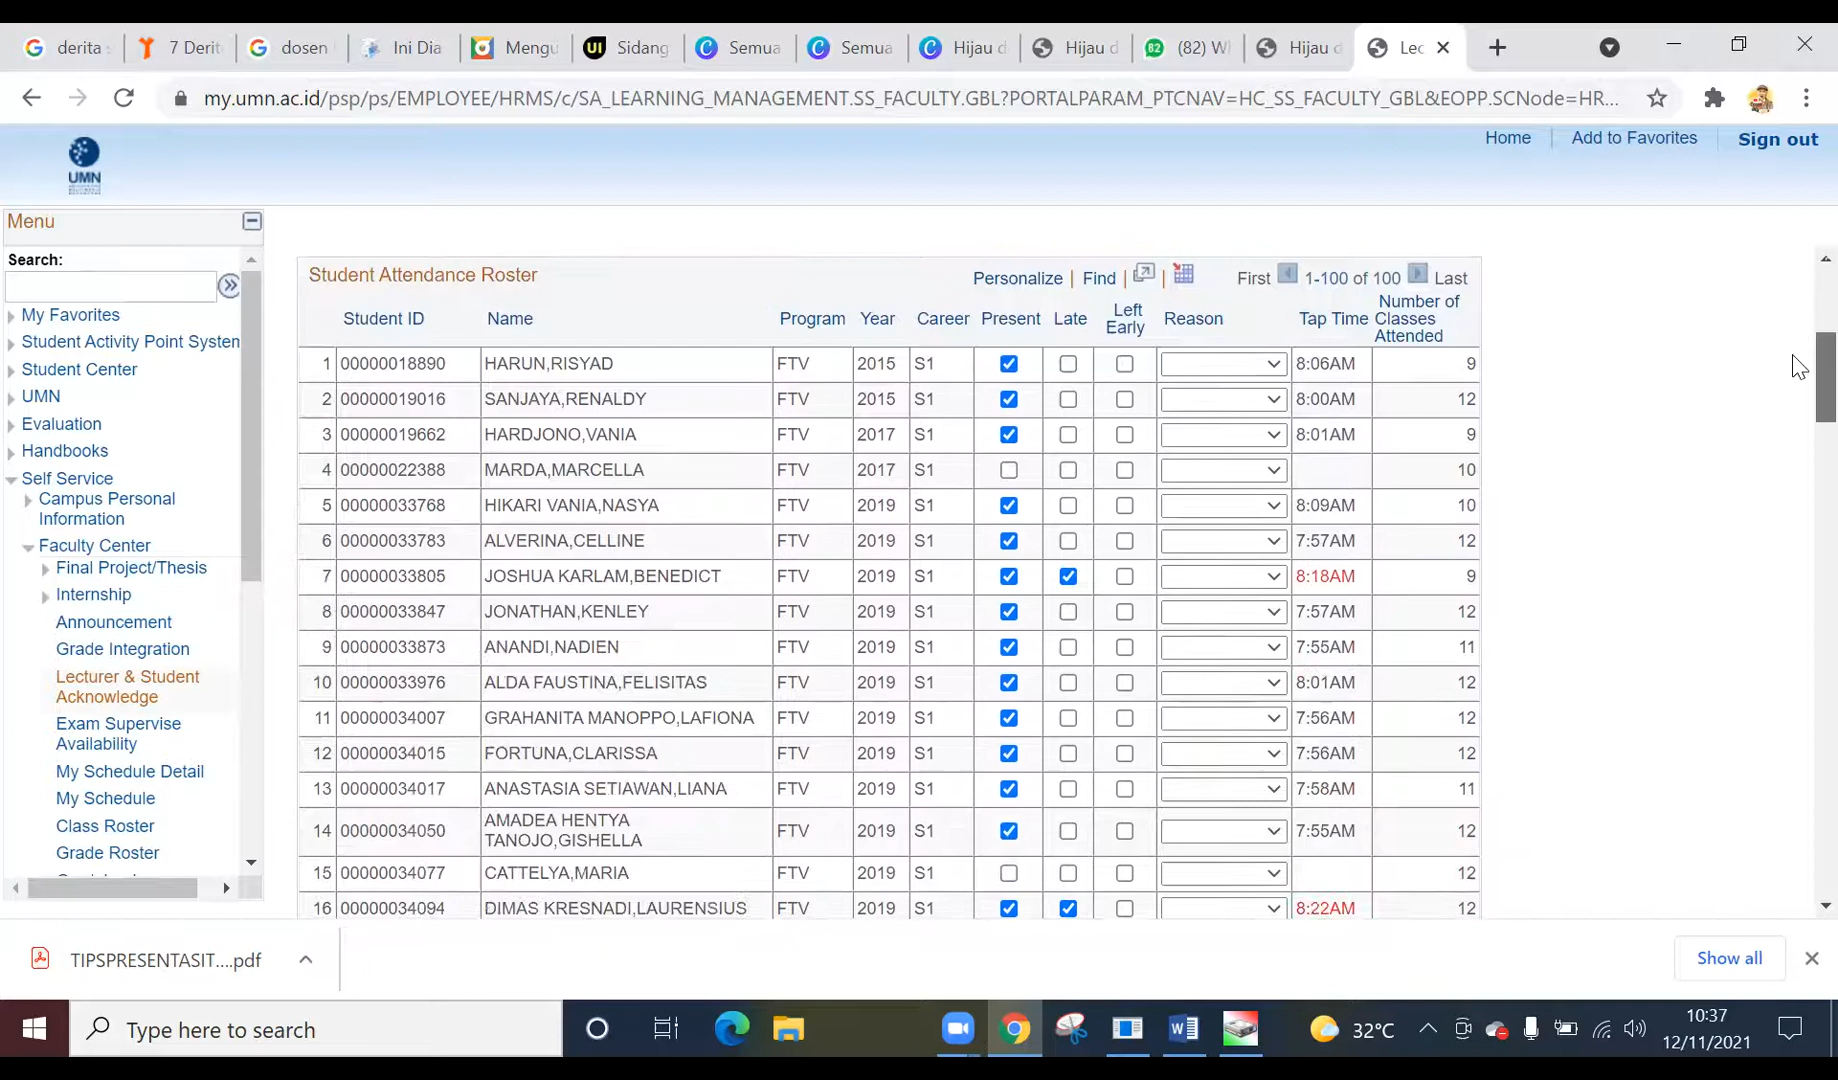 derita
7 Derit
dosen
Ini Dia
Mengu
Sidang
Semua
Semua
Hijau d
Hijau d
(82) W
Hijau d
Lec
my.umn.ac.id/psp/ps/EMPLOYEE/HRMS/c/SA_LEARNING_MANAGEMENT.SS_FACULTY.GBL?PORTALPARAM_PTCNAV=HC_SS_FACULTY_GBL&EOPP.SCNode=HR...
Home Add to Favorites Sign out
UMN
Menu
Search:
My Favorites
Student Activity Point System
Student Center
UMN
Evaluation
Handbooks
Self Service
Campus Personal
Information
Faculty Center
Final Project/Thesis
Internship
Announcement
Grade Integration
Lecturer & Student
Acknowledge
Exam Supervise
Availability
My Schedule Detail
My Schedule
Class Roster
Grade Roster
Student Attendance Roster Personalize | Find | | First 1-100 of 100 Last
Student ID Name Program Year Career Present Late Left Early Reason Tap Time Number of Classes Attended
1 00000018890 HARUN,RISYAD FTV 2015 S1 8:06AM 9
2 00000019016 SANJAYA,RENALDY FTV 2015 S1 8:00AM 12
3 00000019662 HARDJONO,VANIA FTV 2017 S1 8:01AM 9
4 00000022388 MARDA,MARCELLA FTV 2017 S1 10
5 00000033768 HIKARI VANIA,NASYA FTV 2019 S1 8:09AM 10
6 00000033783 ALVERINA,CELLINE FTV 2019 S1 7:57AM 12
7 00000033805 JOSHUA KARLAM,BENEDICT FTV 2019 S1 8:18AM 9
8 00000033847 JONATHAN,KENLEY FTV 2019 S1 7:57AM 12
9 00000033873 ANANDI,NADIEN FTV 2019 S1 7:55AM 11
10 00000033976 ALDA FAUSTINA,FELISITAS FTV 2019 S1 8:01AM 12
11 00000034007 GRAHANITA MANOPPO,LAFIONA FTV 2019 S1 7:56AM 12
12 00000034015 FORTUNA,CLARISSA FTV 2019 S1 7:56AM 12
13 00000034017 ANASTASIA SETIAWAN,LIANA FTV 2019 S1 7:58AM 11
14 00000034050 AMADEA HENTYA TANOJO,GISHELLA FTV 2019 S1 7:55AM 12
15 00000034077 CATTELYA,MARIA FTV 2019 S1 12
16 00000034094 DIMAS KRESNADI,LAURENSIUS FTV 2019 S1 8:22AM 12
TIPSPRESENTASIT....pdf
Show all
Type here to search
32°C
10:37
12/11/2021